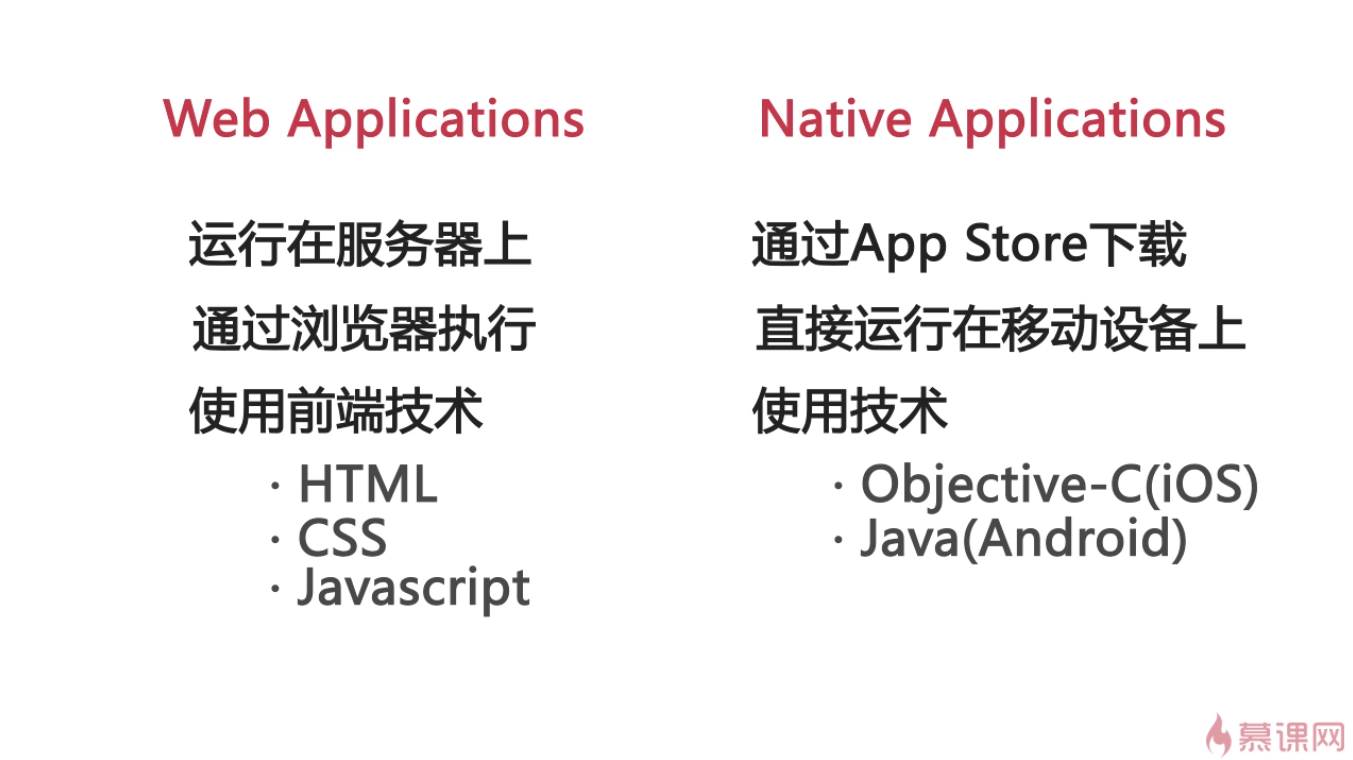 Web Applications
运行在服务器上
通过浏览器执行
使用前端技术
· HTML
· CSS
· Javascript
Native Applications
通过App Store下载
直接运行在移动设备上
使用技术
· Objective-C(iOS)
· Java(Android)
慕课网